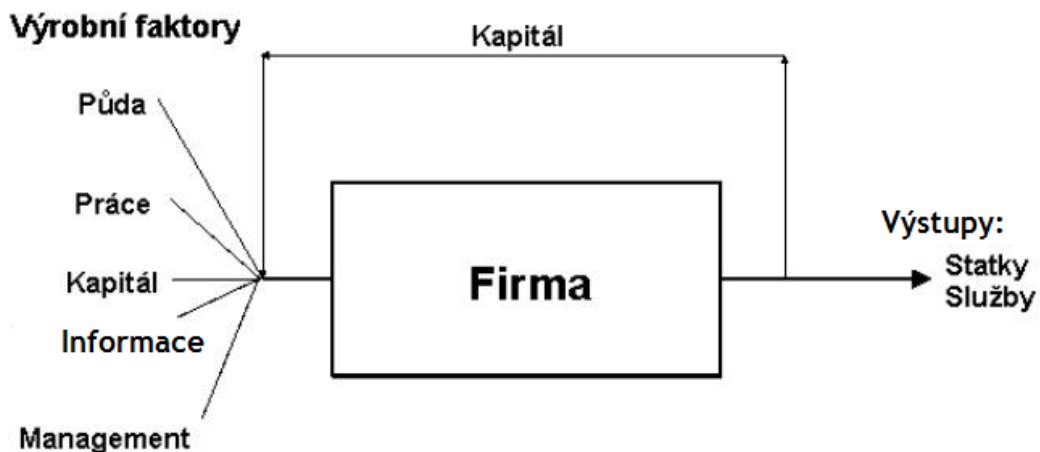 Výrobní faktory
Kapitál
Půda
Práce
Kapitál
Informace
Management
Firma
Výstupy:
Statky
Služby